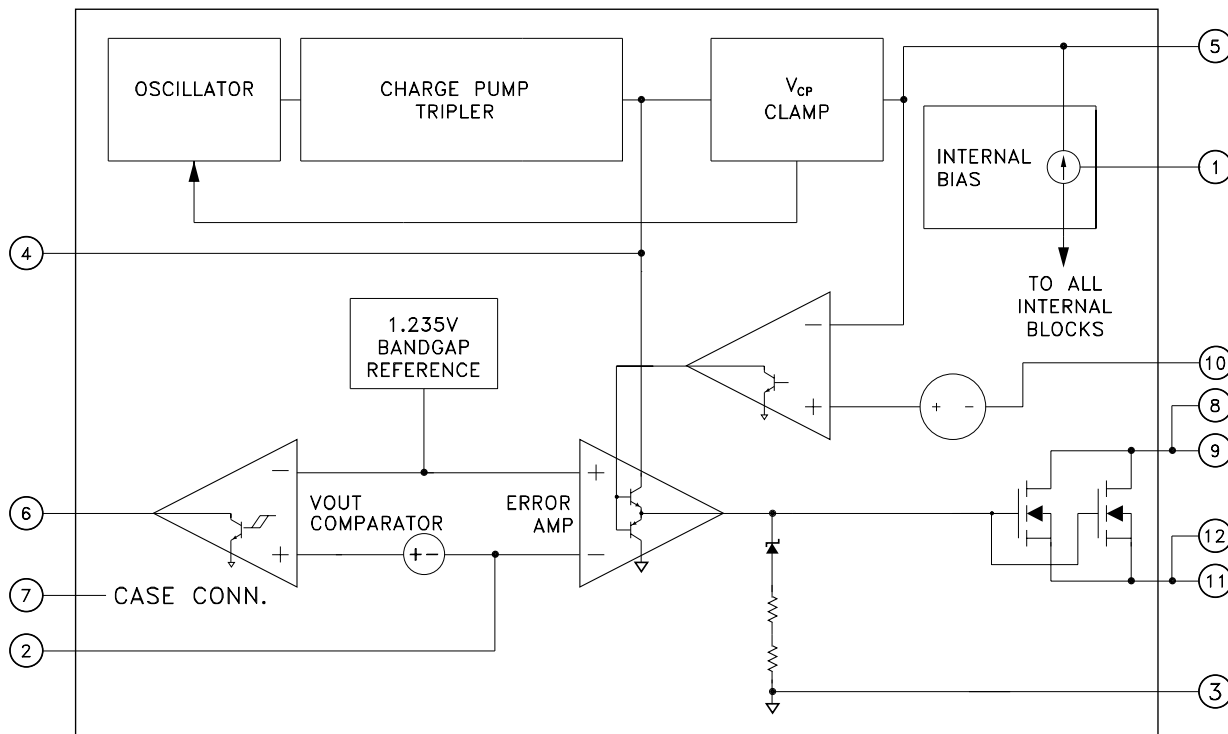 OSCILLATOR
CHARGE PUMP
TRIPLER
VCP
CLAMP
5
INTERNAL
BIAS
1
4
TO ALL
INTERNAL
BLOCKS
1.235V
BANDGAP
REFERENCE
−
+
+ -
10
8
9
−
+
VOUT
COMPARATOR
+-
ERROR
AMP
+
−
6
12
11
7
CASE CONN.
2
3